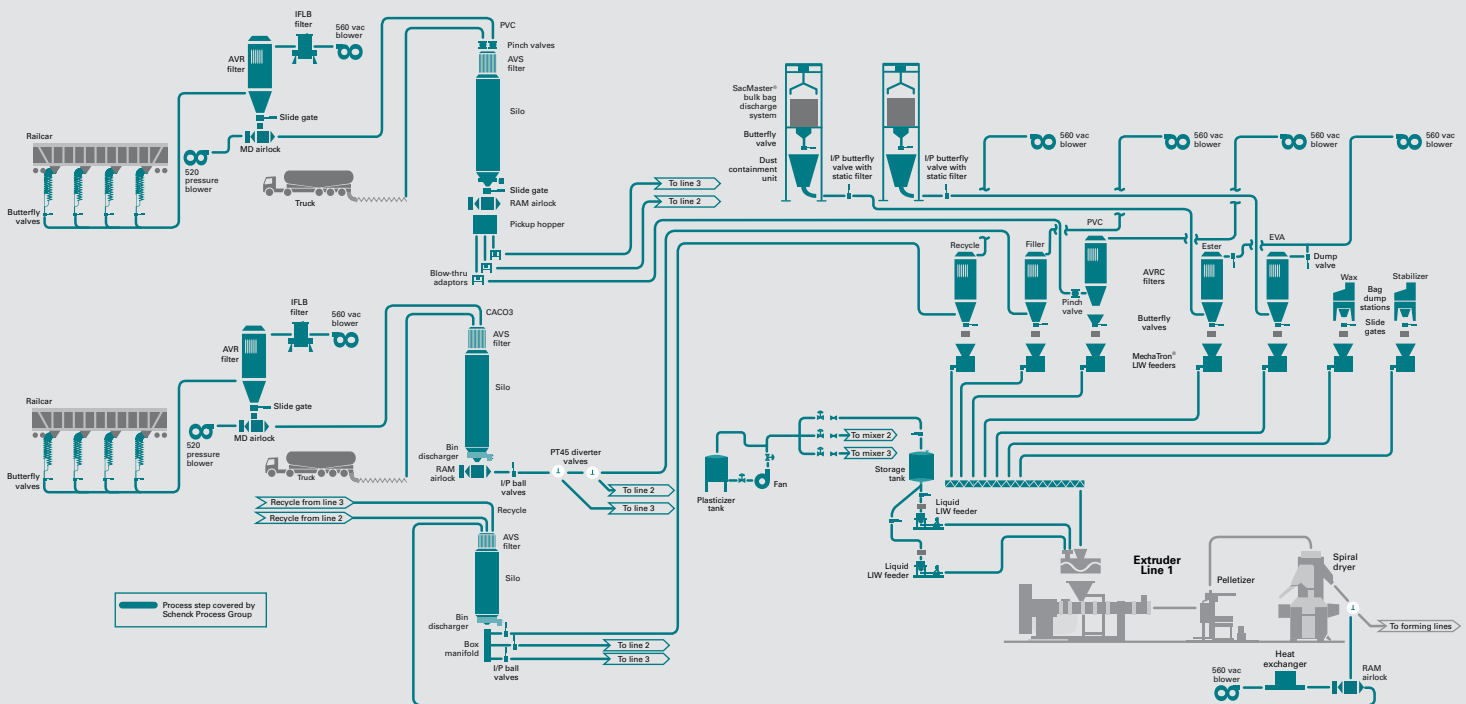 IFLB
filter
560 vac
blower
AVR
filter
Slide gate
MD airlock
520
pressure
blower
Railcar
Butterfly
valves
Truck
PVC
Pinch valves
AVS
filter
Silo
Slide gate
RAM airlock
Pickup hopper
Blow-thru
adaptors
To line 3
To line 2
SacMaster®
bulk bag
discharge
system
Butterfly
valve
Dust
containment
unit
I/P butterfly
valve with
static filter
I/P butterfly
valve with
static filter
560 vac
blower
560 vac
blower
560 vac
blower
560 vac
blower
Recycle
Filler
PVC
Ester
EVA
Dump
valve
AVRC
filters
Pinch
valve
Butterfly
valves
MechaTron®
LIW feeders
Wax
Bag
dump
stations
Stabilizer
Slide
gates
IFLB
filter
560 vac
blower
AVR
filter
Slide gate
MD airlock
520
pressure
blower
Railcar
Butterfly
valves
Truck
CACO3
AVS
filter
Silo
Bin
discharger
RAM
airlock
I/P ball
valves
PT45 diverter
valves
To line 2
To line 3
Recycle from line 3
Recycle from line 2
Recycle
AVS
filter
Silo
Bin
discharger
Box
manifold
I/P ball
valves
To line 2
To line 3
Plasticizer
tank
Fan
To mixer 2
To mixer 3
Storage
tank
Liquid
LIW feeder
Liquid
LIW feeder
Extruder
Line 1
Pelletizer
Spiral
dryer
To forming lines
560 vac
blower
Heat
exchanger
RAM
airlock
Process step covered by
Schenck Process Group